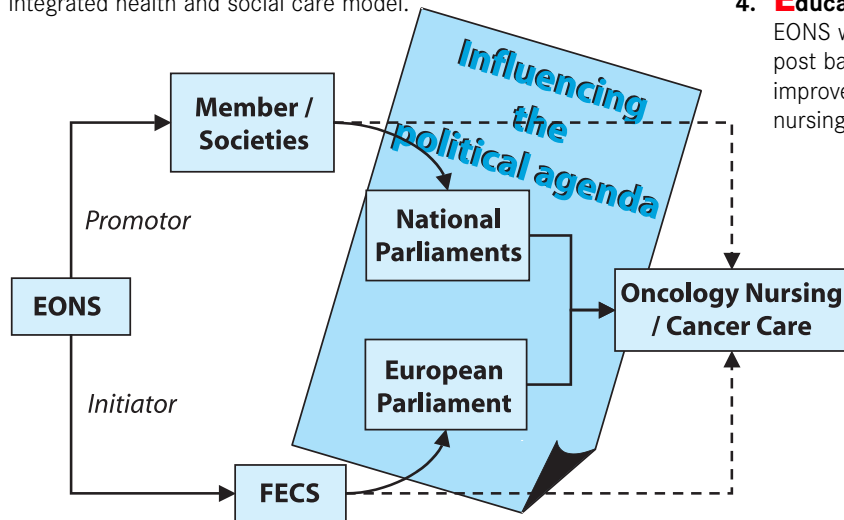 integrated health and social care model.
4. Educa
EONS w
post ba
improve
nursing
Influencing
the
political agenda
Member /
Societies
Promotor
National
Parliaments
EONS
Oncology Nursing
/ Cancer Care
European
Parliament
Initiator
FECS